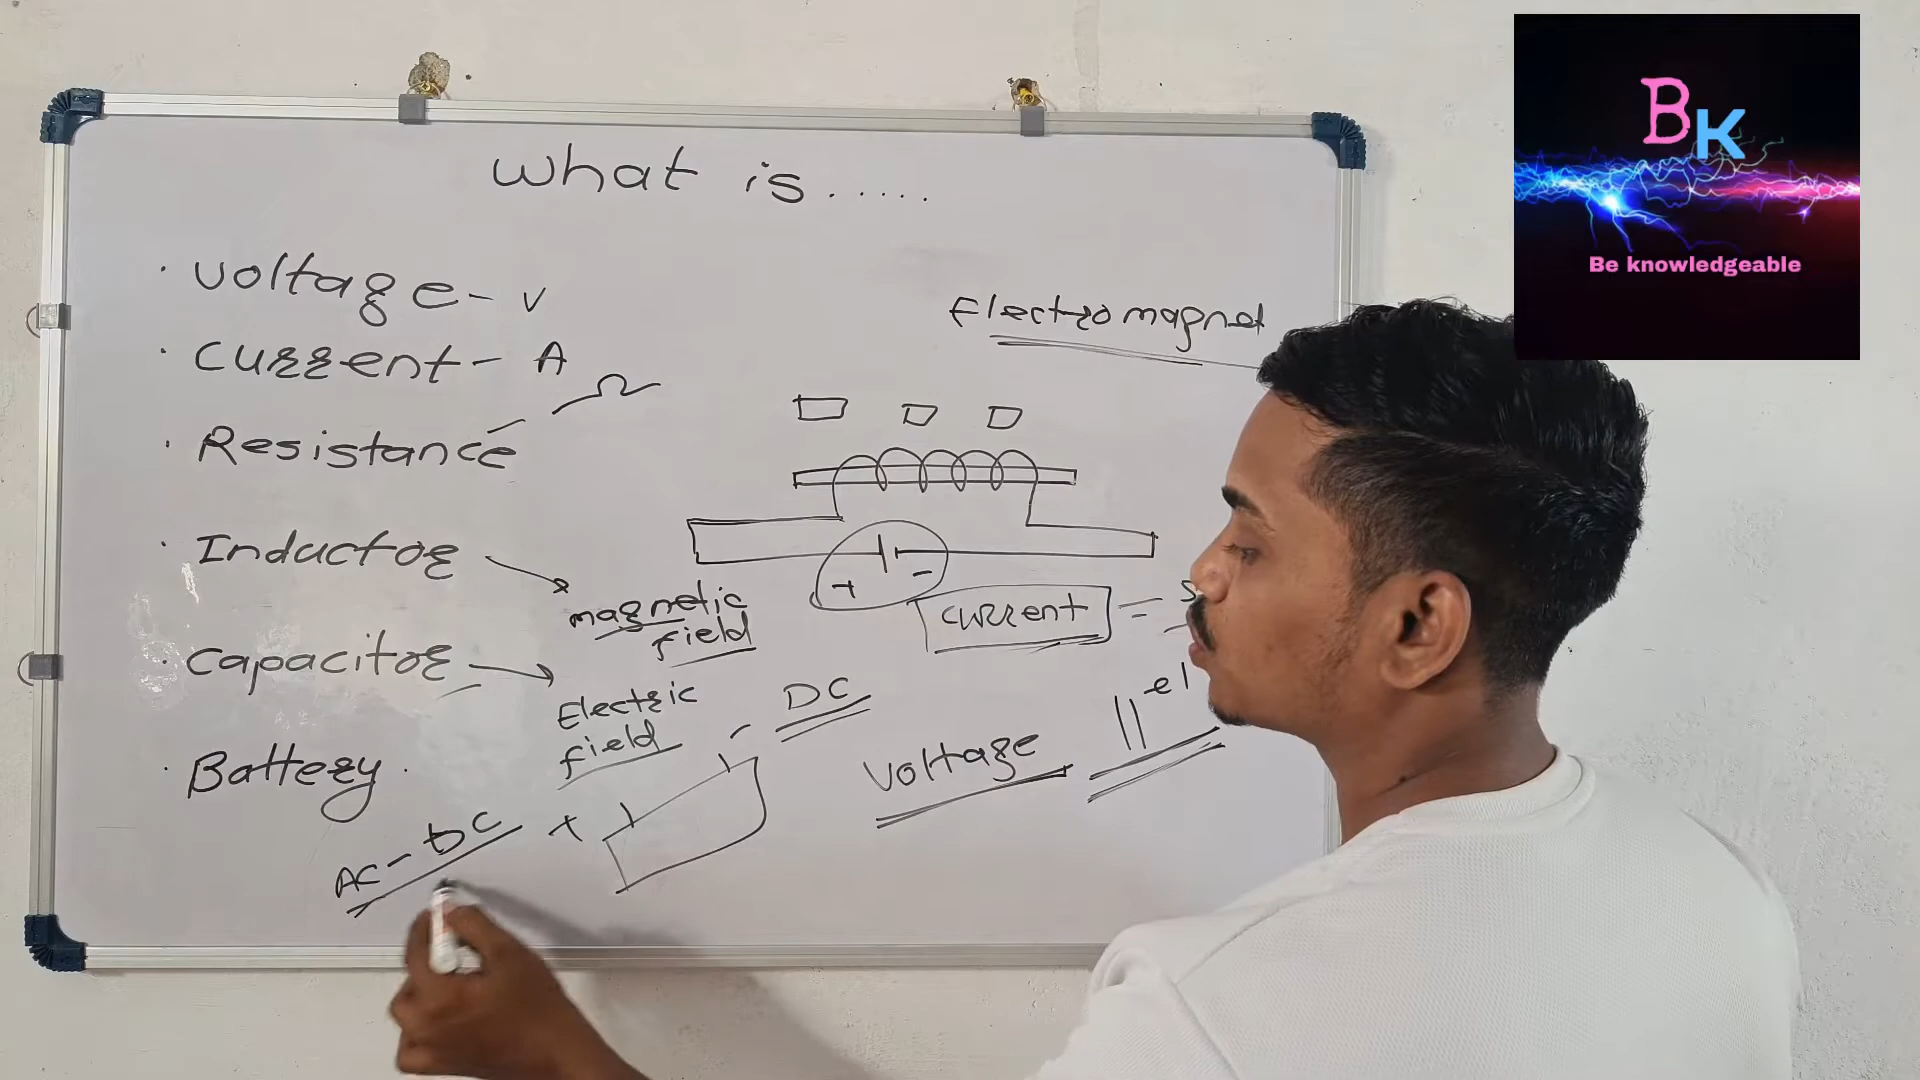 What is.....
· Voltage - V
· Current - A
· Resistance - Ω
· Inductor
magnetic
field
· Capacitor
Electric
field
· Battery.
AC - DC
+
- DC
Electromagnet
+ -
Current =
Voltage
BK
Be knowledgeable